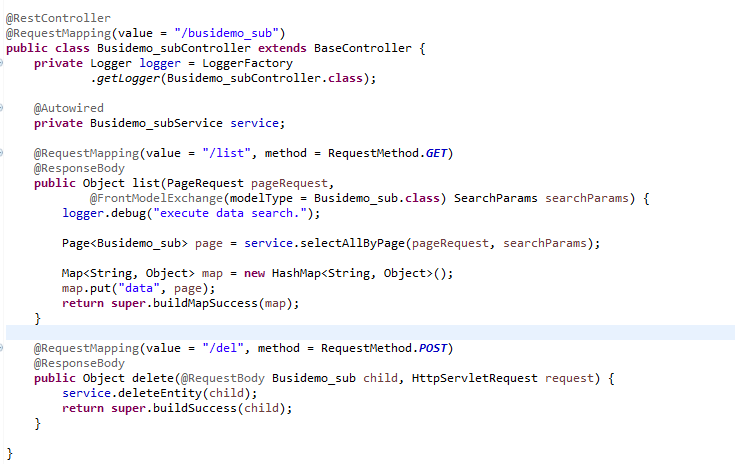 @RestController
@RequestMapping(value = "/busidemo_sub")
public class Busidemo_subController extends BaseController {
    private Logger logger = LoggerFactory
            .getLogger(Busidemo_subController.class);

    @Autowired
    private Busidemo_subService service;

    @RequestMapping(value = "/list", method = RequestMethod.GET)
    @ResponseBody
    public Object list(PageRequest pageRequest,
            @FrontModelExchange(modelType = Busidemo_sub.class) SearchParams searchParams) {
        logger.debug("execute data search.");

        Page<Busidemo_sub> page = service.selectAllByPage(pageRequest, searchParams);

        Map<String, Object> map = new HashMap<String, Object>();
        map.put("data", page);
        return super.buildMapSuccess(map);
    }

    @RequestMapping(value = "/del", method = RequestMethod.POST)
    @ResponseBody
    public Object delete(@RequestBody Busidemo_sub child, HttpServletRequest request) {
        service.deleteEntity(child);
        return super.buildSuccess(child);
    }

}